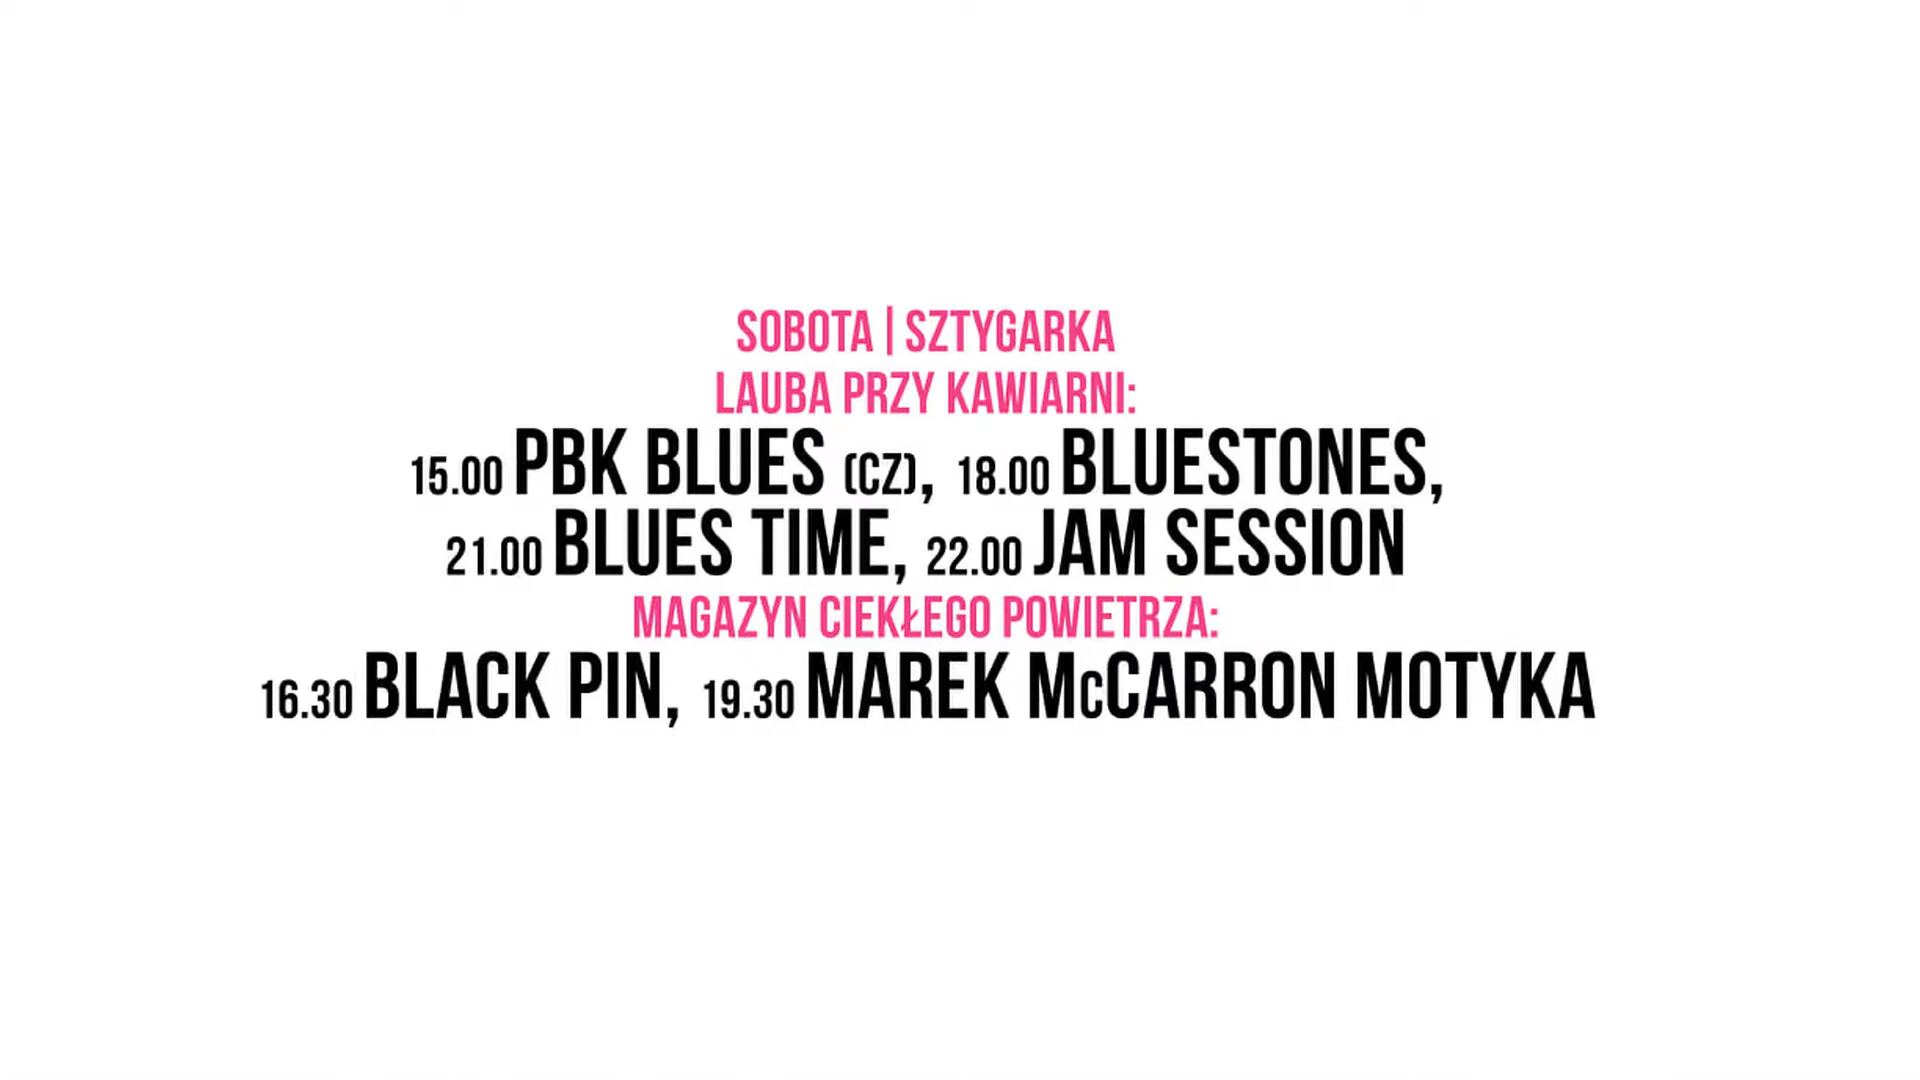 SOBOTA | SZTYGARKA
LAUBA PRZY KAWIARNI:
15.00 PBK BLUES (CZ), 18.00 BLUESTONES,
21.00 BLUES TIME, 22.00 JAM SESSION
MAGAZYN CIEKŁEGO POWIETRZA:
16.30 BLACK PIN, 19.30 MAREK McCARRON MOTYKA